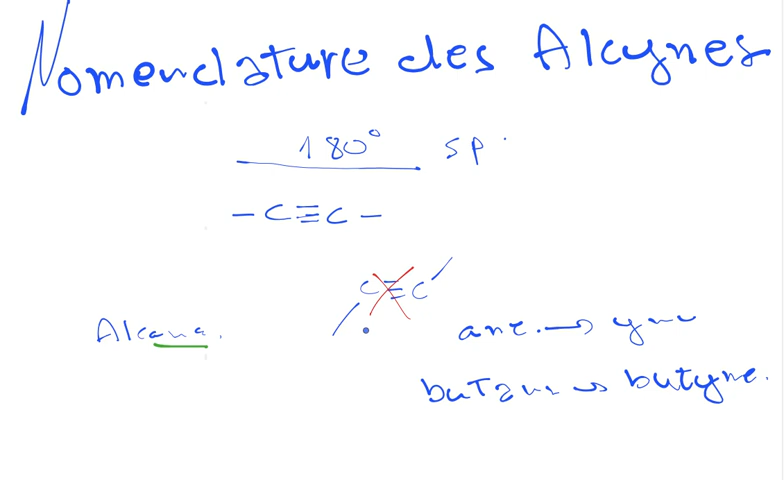 Nomenclature des Alcynes
180° sp.
-C≡C-
C≡C
Alcane.
ane. → yne
butane → butyne.